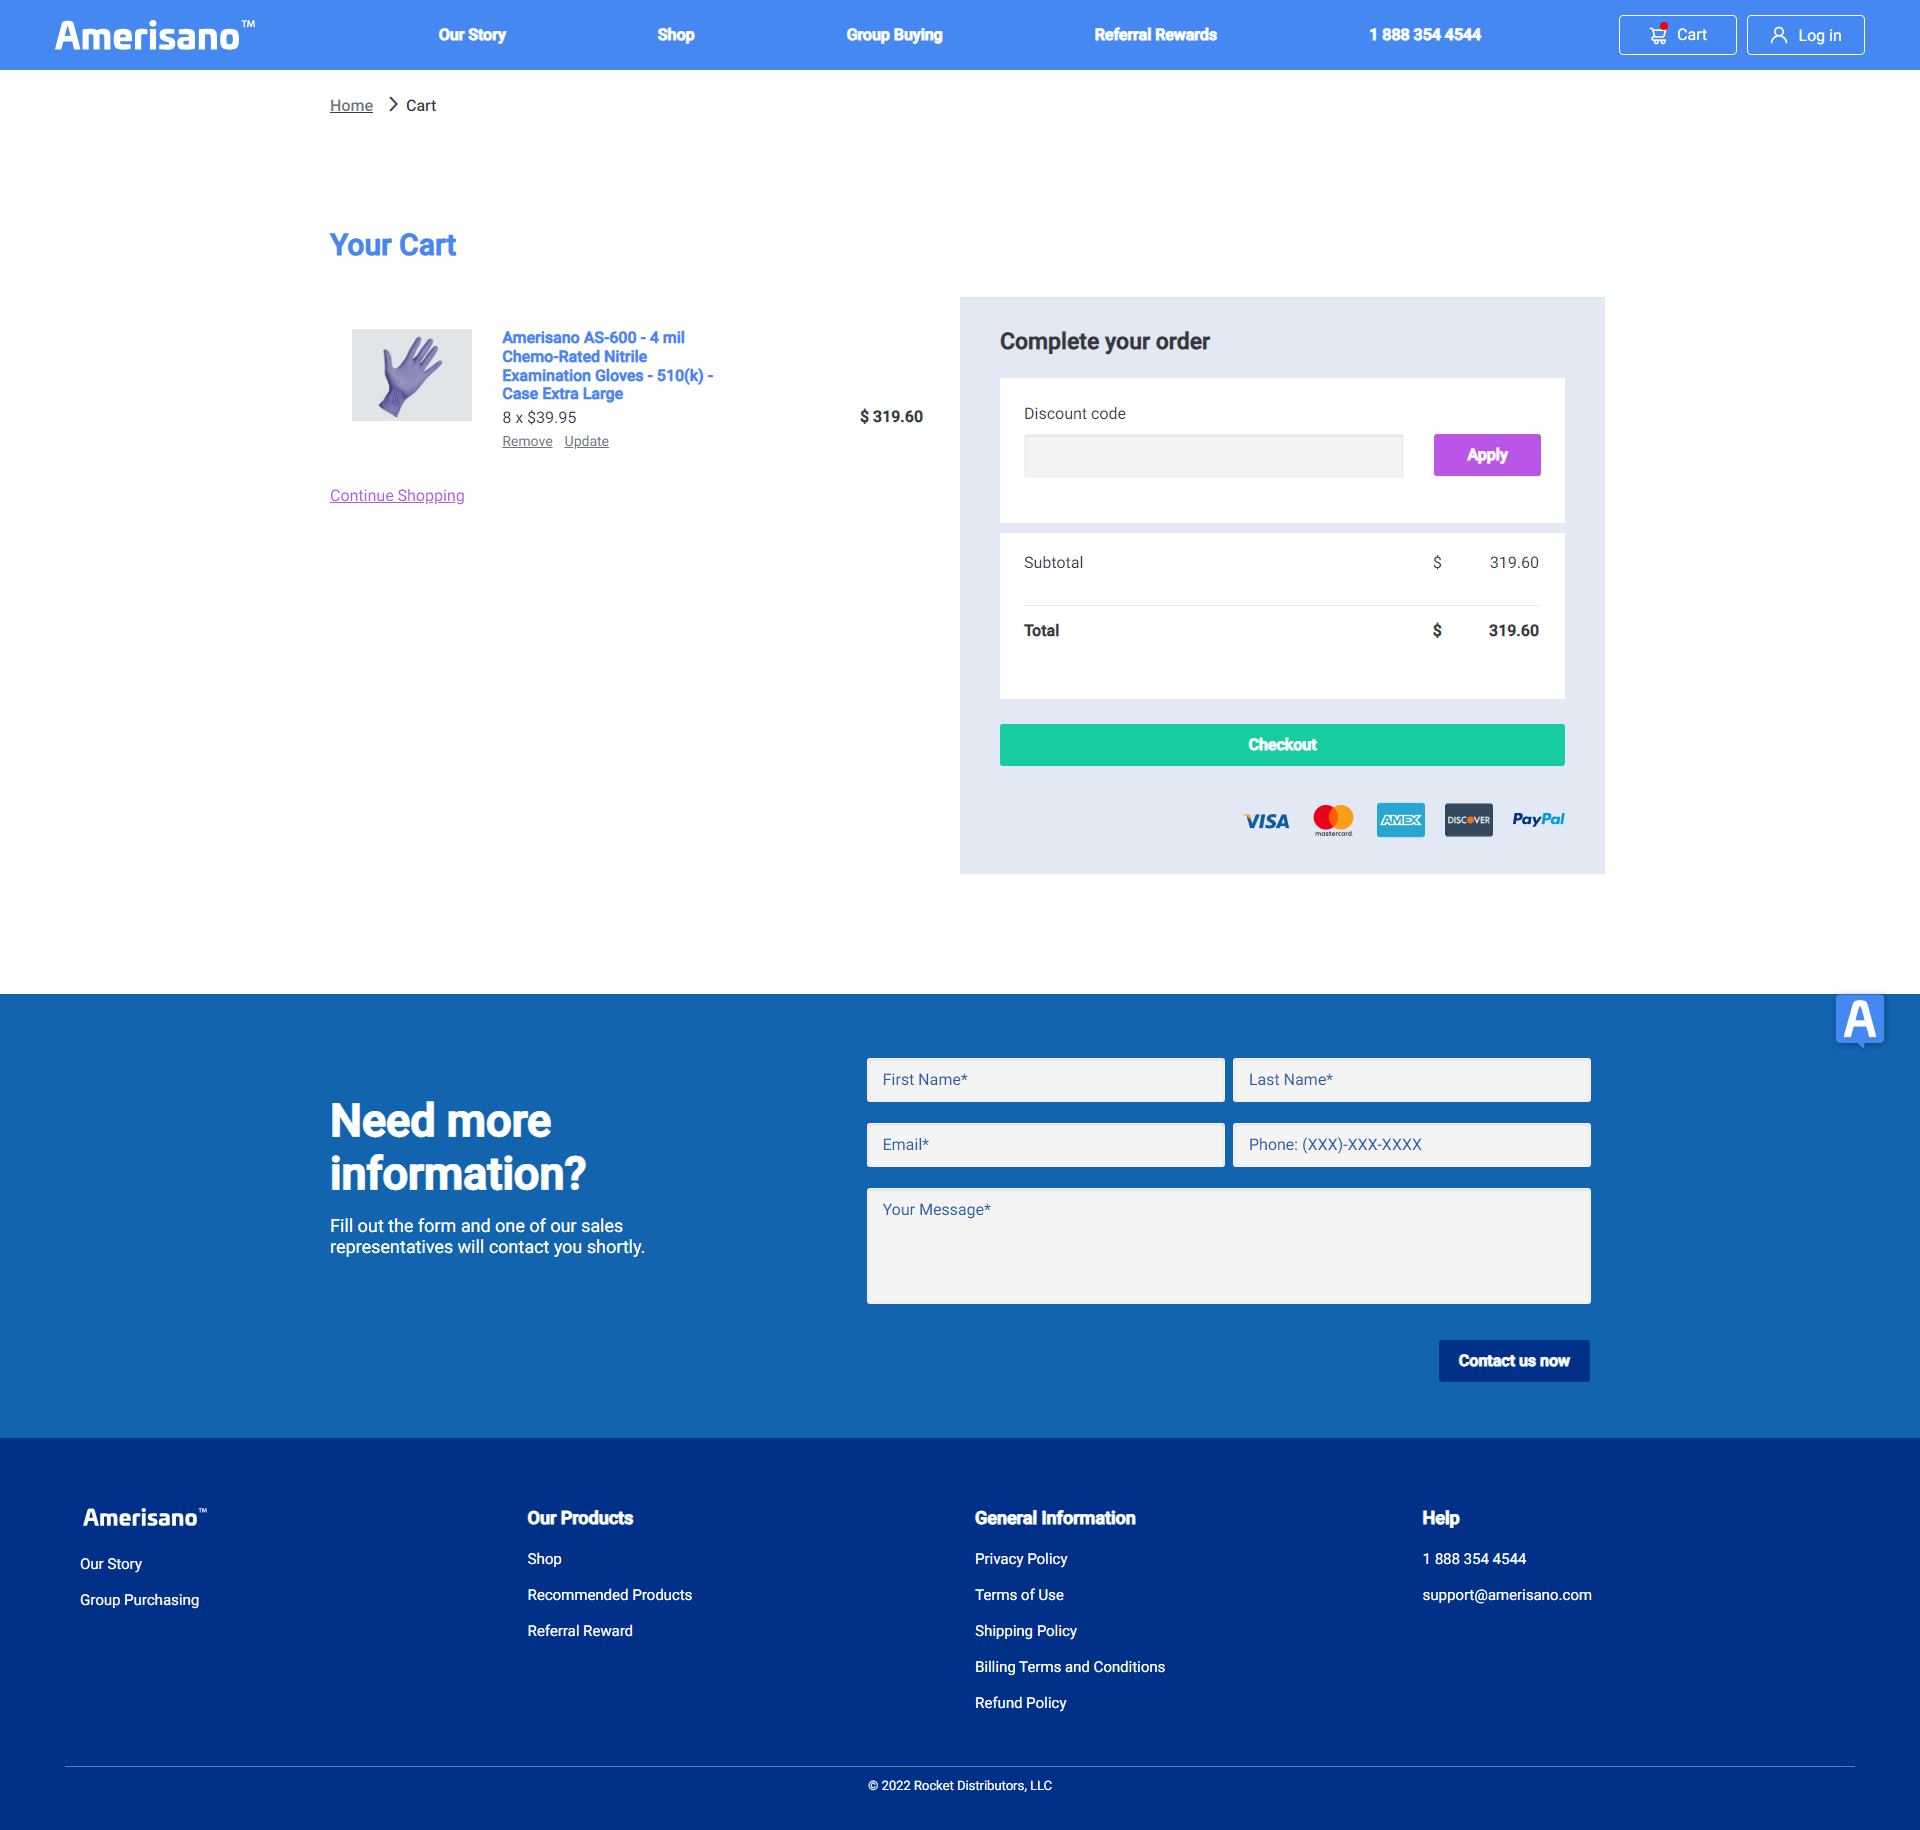 Amerisano™
Our Story
Shop
Group Buying
Referral Rewards
1 888 354 4544
Cart
Log in
Home
Cart
Your Cart
Amerisano AS-600 - 4 mil
Chemo-Rated Nitrile
Examination Gloves - 510(k) -
Case Extra Large
8 x $39.95
$ 319.60
Remove Update
Continue Shopping
Complete your order
Discount code
Apply
Subtotal $ 319.60
Total $ 319.60
Checkout
VISA
mastercard.
AMEX
DISCOVER
PayPal
A
Need more
information?
Fill out the form and one of our sales
representatives will contact you shortly.
First Name*
Last Name*
Email*
Phone: (XXX)-XXX-XXXX
Your Message*
Contact us now
Amerisano™
Our Story
Group Purchasing
Our Products
Shop
Recommended Products
Referral Reward
General Information
Privacy Policy
Terms of Use
Shipping Policy
Billing Terms and Conditions
Refund Policy
Help
1 888 354 4544
support@amerisano.com
© 2022 Rocket Distributors, LLC